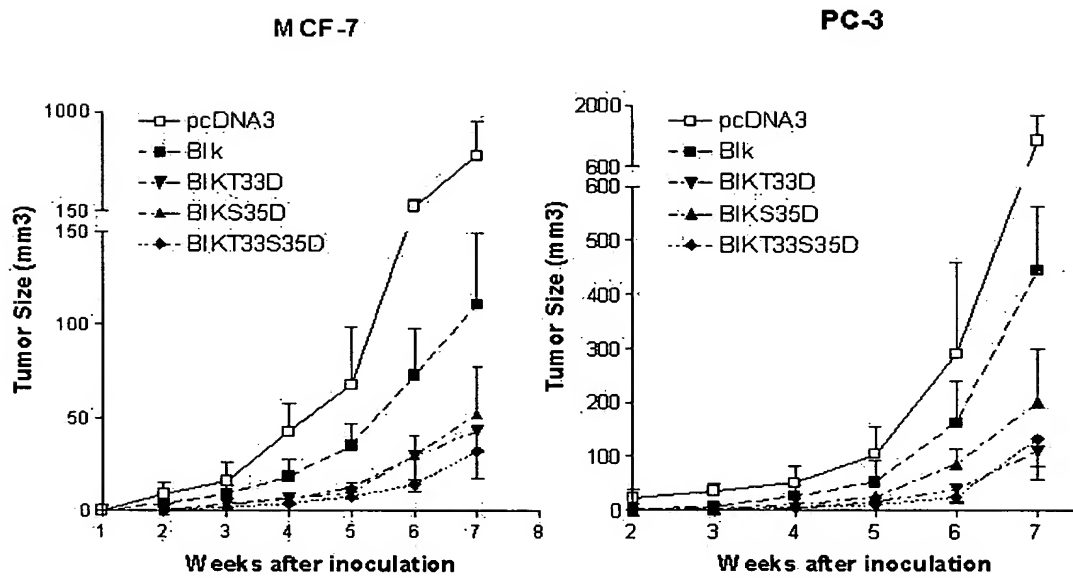 MCF-7
1000
pcDNA3
Blk
BIKT33D
BIKS35D
BIKT33S35D
150
150
100
50
0
Tumor Size (mm3)
1 2 3 4 5 6 7 8
Weeks after inoculation
PC-3
2000
pcDNA3
Blk
BIKT33D
BIKS35D
BIKT33S35D
600
600
500
400
300
200
100
0
Tumor Size (mm3)
2 3 4 5 6 7
Weeks after inoculation